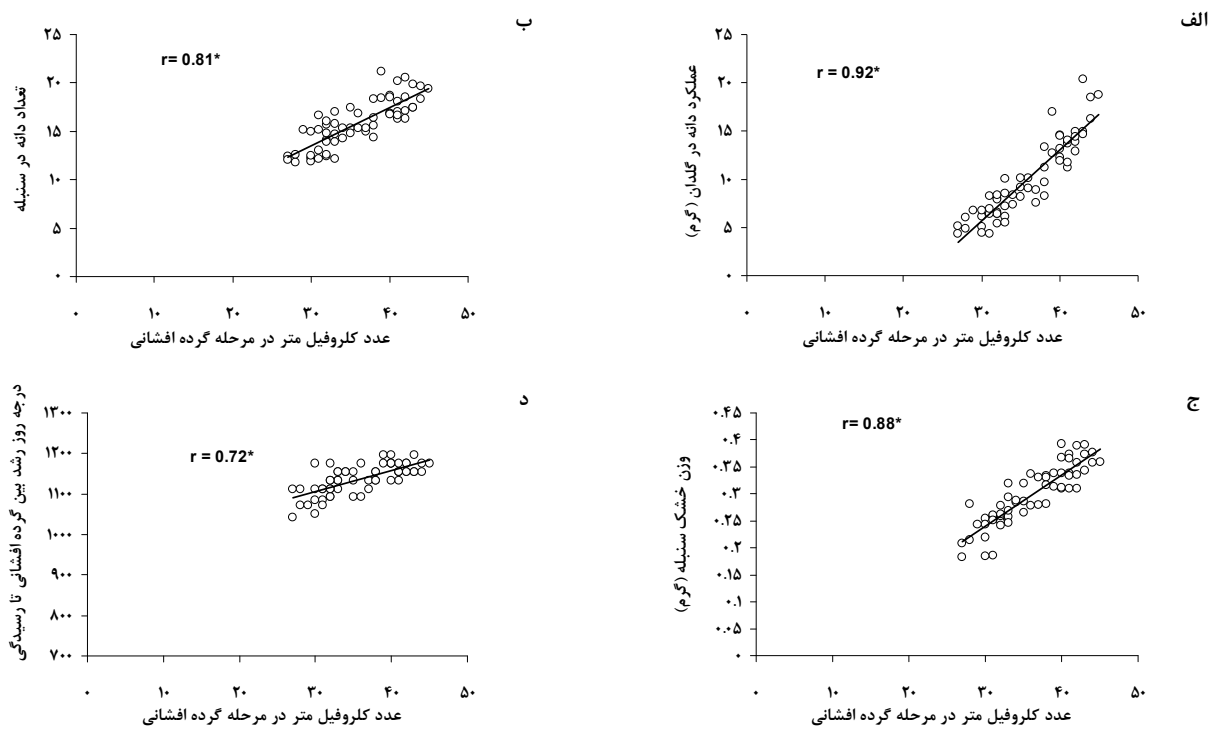 الف
عملکرد دانه در گلدان (گرم)
r = 0.92*
۲۵
۲۰
۱۵
۱۰
۵
۰
۰ ۱۰ ۲۰ ۳۰ ۴۰ ۵۰
عدد کلروفیل متر در مرحله گرده افشانی
ب
تعداد دانه در سنبله
r= 0.81*
۲۵
۲۰
۱۵
۱۰
۵
۰
۰ ۱۰ ۲۰ ۳۰ ۴۰ ۵۰
عدد کلروفیل متر در مرحله گرده افشانی
ج
وزن خشک سنبله (گرم)
r= 0.88*
۰.۴۵
۰.۴
۰.۳۵
۰.۳
۰.۲۵
۰.۲
۰.۱۵
۰.۱
۰.۰۵
۰
۰ ۱۰ ۲۰ ۳۰ ۴۰ ۵۰
عدد کلروفیل متر در مرحله گرده افشانی
د
درجه روز رشد بین گرده افشانی تا رسیدگی
r = 0.72*
۱۳۰۰
۱۲۰۰
۱۱۰۰
۱۰۰۰
۹۰۰
۸۰۰
۷۰۰
۰ ۱۰ ۲۰ ۳۰ ۴۰ ۵۰
عدد کلروفیل متر در مرحله گرده افشانی